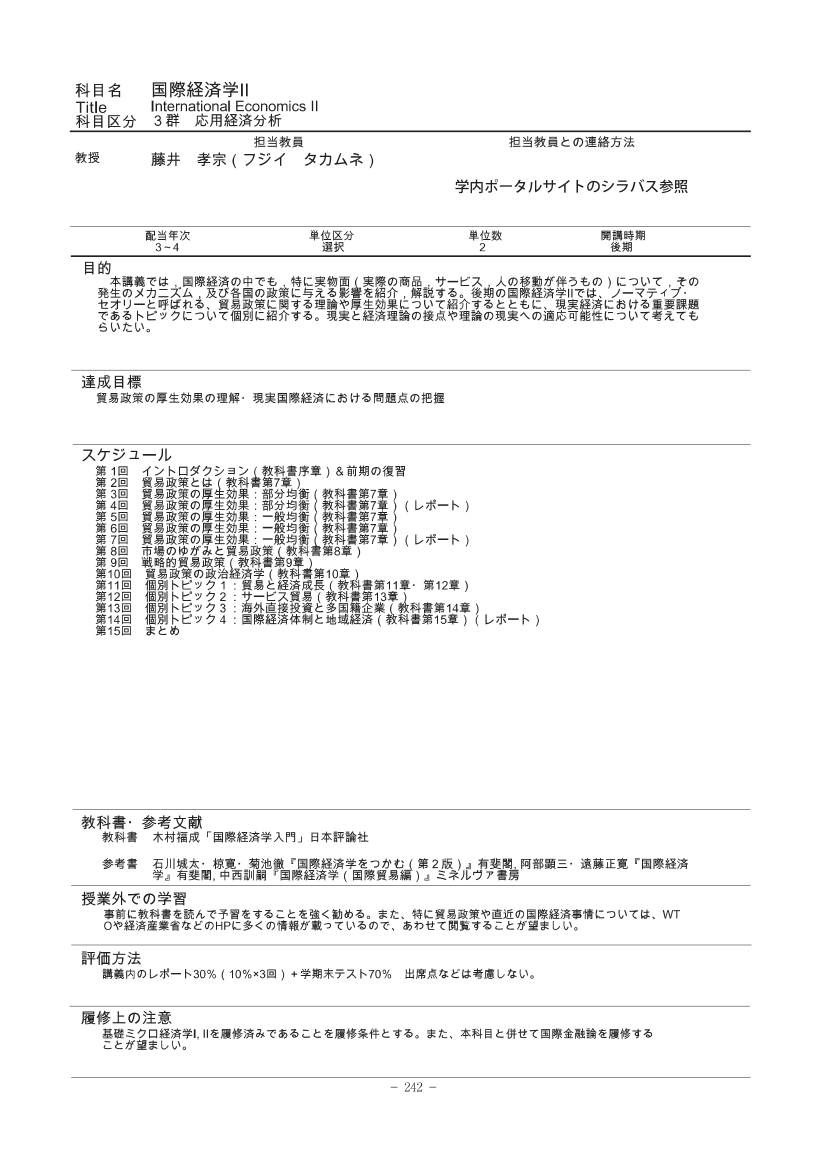 科目名　国際経済学II
Title　International Economics II
科目区分　３群　応用経済分析
担当教員　担当教員との連絡方法
教授　藤井　孝宗（フジイ　タカムネ）
学内ポータルサイトのシラバス参照
配当年次　単位区分　単位数　開講時期
3～4　選択　2　後期
目的
本講義では，国際経済の中でも，特に実物面（実際の商品，サービス，人の移動が伴うもの）について，その
発生のメカニズム，及び各国の政策に与える影響を紹介，解説する。後期の国際経済学IIでは、ノーマティブ・
セオリーと呼ばれる、貿易政策に関する理論や厚生効果について紹介するとともに、現実経済における重要課題
であるトピックについて個別に紹介する。現実と経済理論の接点や理論の現実への適応可能性について考えても
らいたい。
達成目標
貿易政策の厚生効果の理解・現実国際経済における問題点の把握
スケジュール
第 1回　イントロダクション（教科書序章）＆前期の復習
第 2回　貿易政策とは（教科書第7章）
第 3回　貿易政策の厚生効果：部分均衡（教科書第7章）
第 4回　貿易政策の厚生効果：部分均衡（教科書第7章）（レポート）
第 5回　貿易政策の厚生効果：一般均衡（教科書第7章）
第 6回　貿易政策の厚生効果：一般均衡（教科書第7章）
第 7回　貿易政策の厚生効果：一般均衡（教科書第7章）（レポート）
第 8回　市場のゆがみと貿易政策（教科書第8章）
第 9回　戦略的貿易政策（教科書第9章）
第10回　貿易政策の政治経済学（教科書第10章）
第11回　個別トピック１：貿易と経済成長（教科書第11章・第12章）
第12回　個別トピック２：サービス貿易（教科書第13章）
第13回　個別トピック３：海外直接投資と多国籍企業（教科書第14章）
第14回　個別トピック４：国際経済体制と地域経済（教科書第15章）（レポート）
第15回　まとめ
教科書・参考文献
教科書　木村福成「国際経済学入門」日本評論社
参考書　石川城太・椋寛・菊池徹『国際経済学をつかむ（第２版）』有斐閣, 阿部顕三・遠藤正寛『国際経済
学』有斐閣, 中西訓嗣『国際経済学（国際貿易編）』ミネルヴァ書房
授業外での学習
事前に教科書を読んで予習をすることを強く勧める。また、特に貿易政策や直近の国際経済事情については、WT
Oや経済産業省などのHPに多くの情報が載っているので、あわせて閲覧することが望ましい。
評価方法
講義内のレポート30%（10%×3回）＋学期末テスト70%　出席点などは考慮しない。
履修上の注意
基礎ミクロ経済学I, IIを履修済みであることを履修条件とする。また、本科目と併せて国際金融論を履修する
ことが望ましい。
－ 242 －